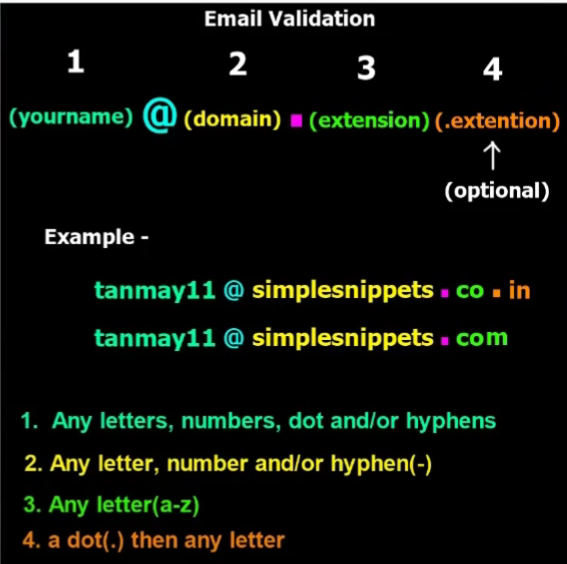 Email Validation
1 2 3 4
(yourname) @ (domain) . (extension) (.extention)
↑
(optional)
Example -
tanmay11 @ simplesnippets . co . in
tanmay11 @ simplesnippets . com
1. Any letters, numbers, dot and/or hyphens
2. Any letter, number and/or hyphen(-)
3. Any letter(a-z)
4. a dot(.) then any letter